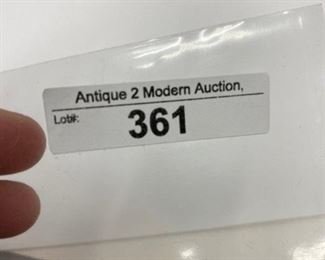 Antique 2 Modern Auction,
Lot#: 361